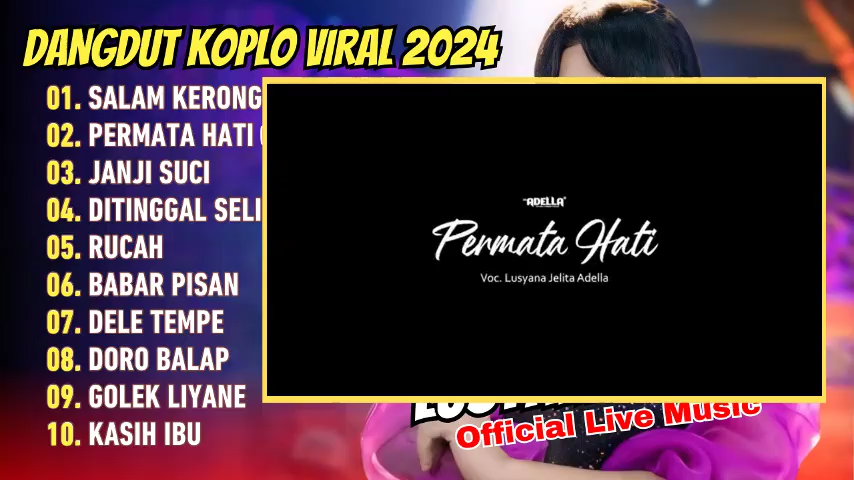 DANGDUT KOPLO VIRAL 2024
01. SALAM KERONG
02. PERMATA HATI
03. JANJI SUCI
04. DITINGGAL SELI
05. RUCAH
06. BABAR PISAN
07. DELE TEMPE
08. DORO BALAP
09. GOLEK LIYANE
10. KASIH IBU
ADELLA
Permata Hati
Voc. Lusyana Jelita Adella
Official Live Music